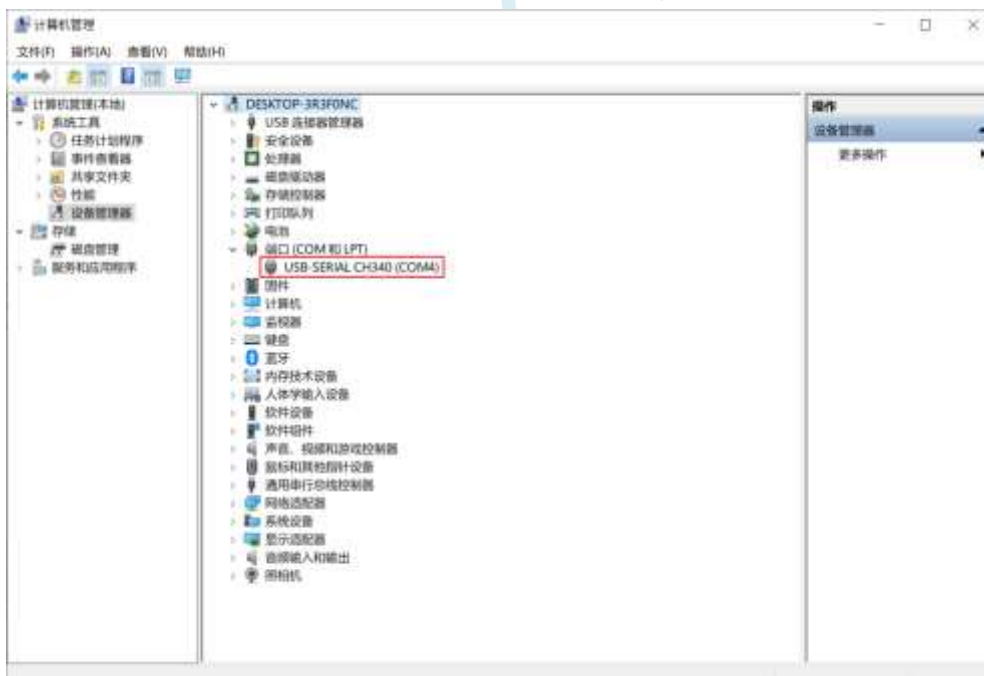 计算机管理
文件(F) 操作(A) 查看(V) 帮助(H)
计算机管理(本地)
系统工具
任务计划程序
事件查看器
共享文件夹
性能
设备管理器
存储
磁盘管理
服务和应用程序
DESKTOP-3R3F0NC
USB 连接器管理器
安全设备
处理器
磁盘驱动器
存储控制器
打印队列
电池
端口 (COM 和 LPT)
USB-SERIAL CH340 (COM4)
固件
计算机
监视器
键盘
蓝牙
内存技术设备
人体学输入设备
软件设备
软件组件
声音、视频和游戏控制器
鼠标和其他指针设备
通用串行总线控制器
网络适配器
系统设备
显示适配器
音频输入和输出
照相机
操作
设备管理器
更多操作